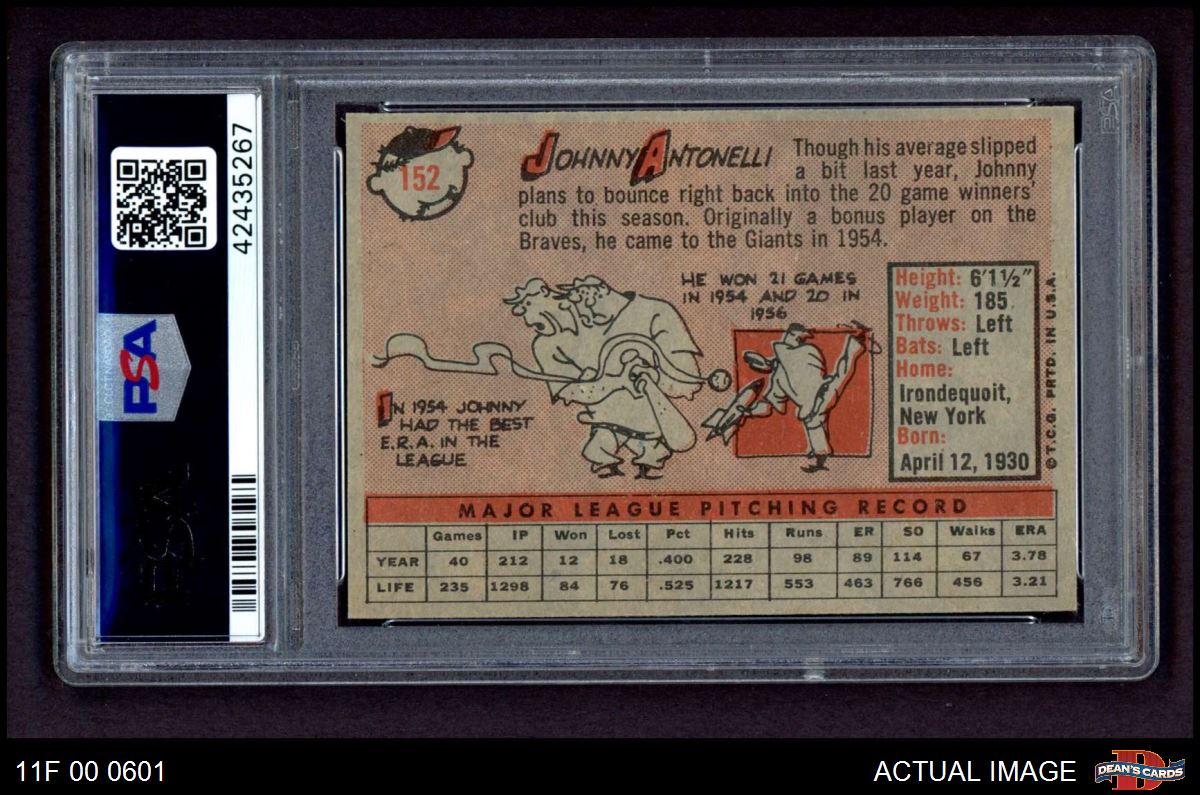 42435267
PSA
152
JOHNNY ANTONELLI
Though his average slipped
a bit last year, Johnny
plans to bounce right back into the 20 game winners'
club this season. Originally a bonus player on the
Braves, he came to the Giants in 1954.
HE WON 21 GAMES
IN 1954 AND 20 IN
1956
IN 1954 JOHNNY
HAD THE BEST
E.R.A. IN THE
LEAGUE
Height: 6'1½"
Weight: 185
Throws: Left
Bats: Left
Home:
Irondequoit,
New York
Born:
April 12, 1930
© T.C.G. PRTD. IN U.S.A.
MAJOR LEAGUE PITCHING RECORD
Games IP Won Lost Pct Hits Runs ER SO Walks ERA
YEAR 40 212 12 18 .400 228 98 89 114 67 3.78
LIFE 235 1298 84 76 .525 1217 553 463 766 456 3.21
PSA
11F 00 0601
ACTUAL IMAGE
D
DEAN'S CARDS